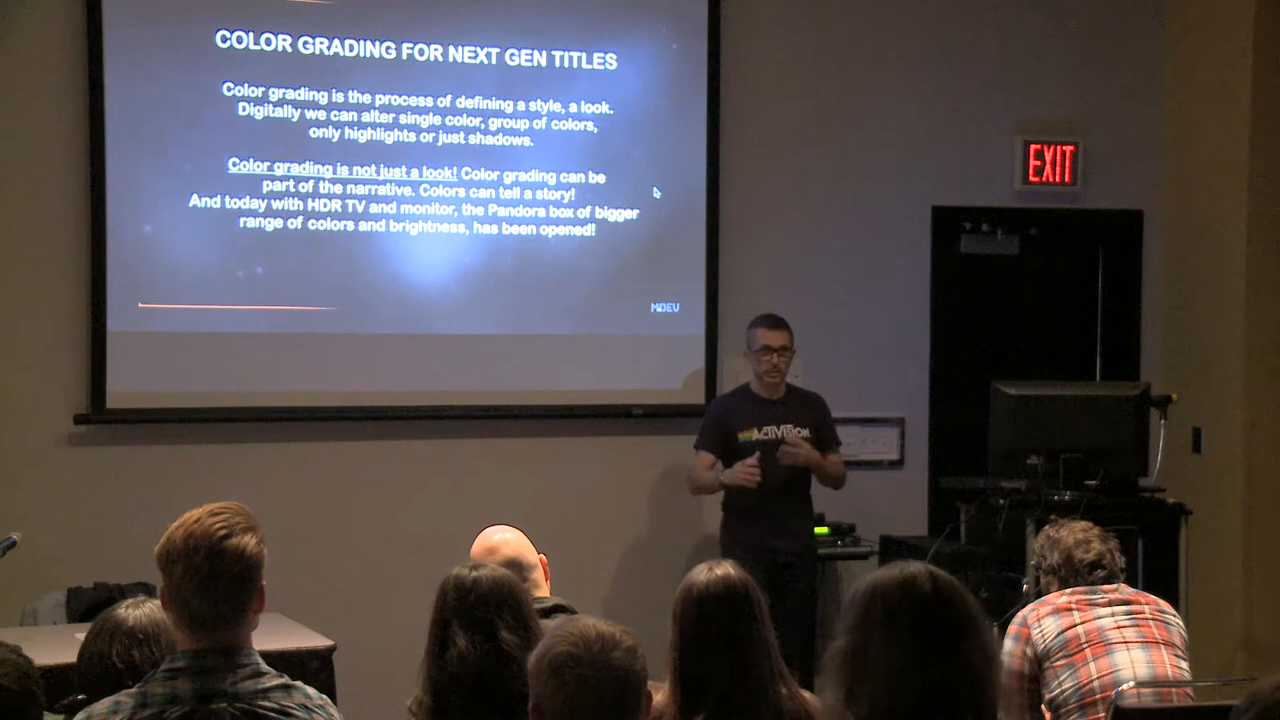 COLOR GRADING FOR NEXT GEN TITLES
Color grading is the process of defining a style, a look.
Digitally we can alter single color, group of colors,
only highlights or just shadows.
Color grading is not just a look! Color grading can be
part of the narrative. Colors can tell a story!
And today with HDR TV and monitor, the Pandora box of bigger
range of colors and brightness, has been opened!
MDEV
EXIT
ACTIVISION